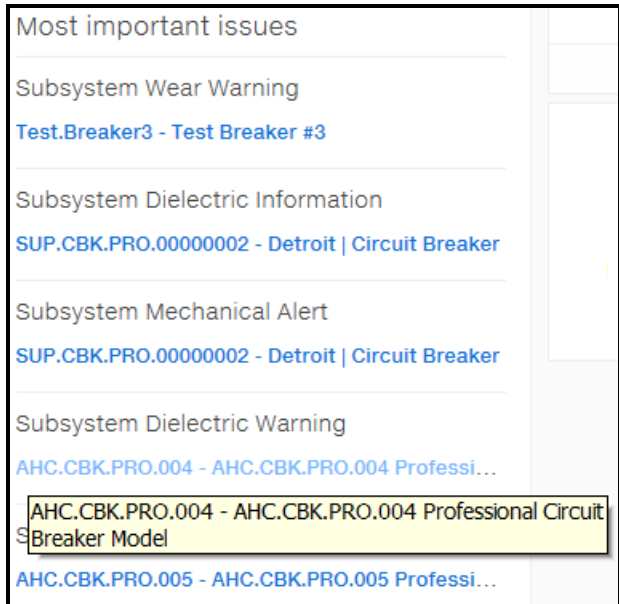 Most important issues
Subsystem Wear Warning
Test.Breaker3 - Test Breaker #3
Subsystem Dielectric Information
SUP.CBK.PRO.00000002 - Detroit | Circuit Breaker
Subsystem Mechanical Alert
SUP.CBK.PRO.00000002 - Detroit | Circuit Breaker
Subsystem Dielectric Warning
AHC.CBK.PRO.004 - AHC.CBK.PRO.004 Professi...
AHC.CBK.PRO.004 - AHC.CBK.PRO.004 Professional Circuit
Breaker Model
AHC.CBK.PRO.005 - AHC.CBK.PRO.005 Professi...